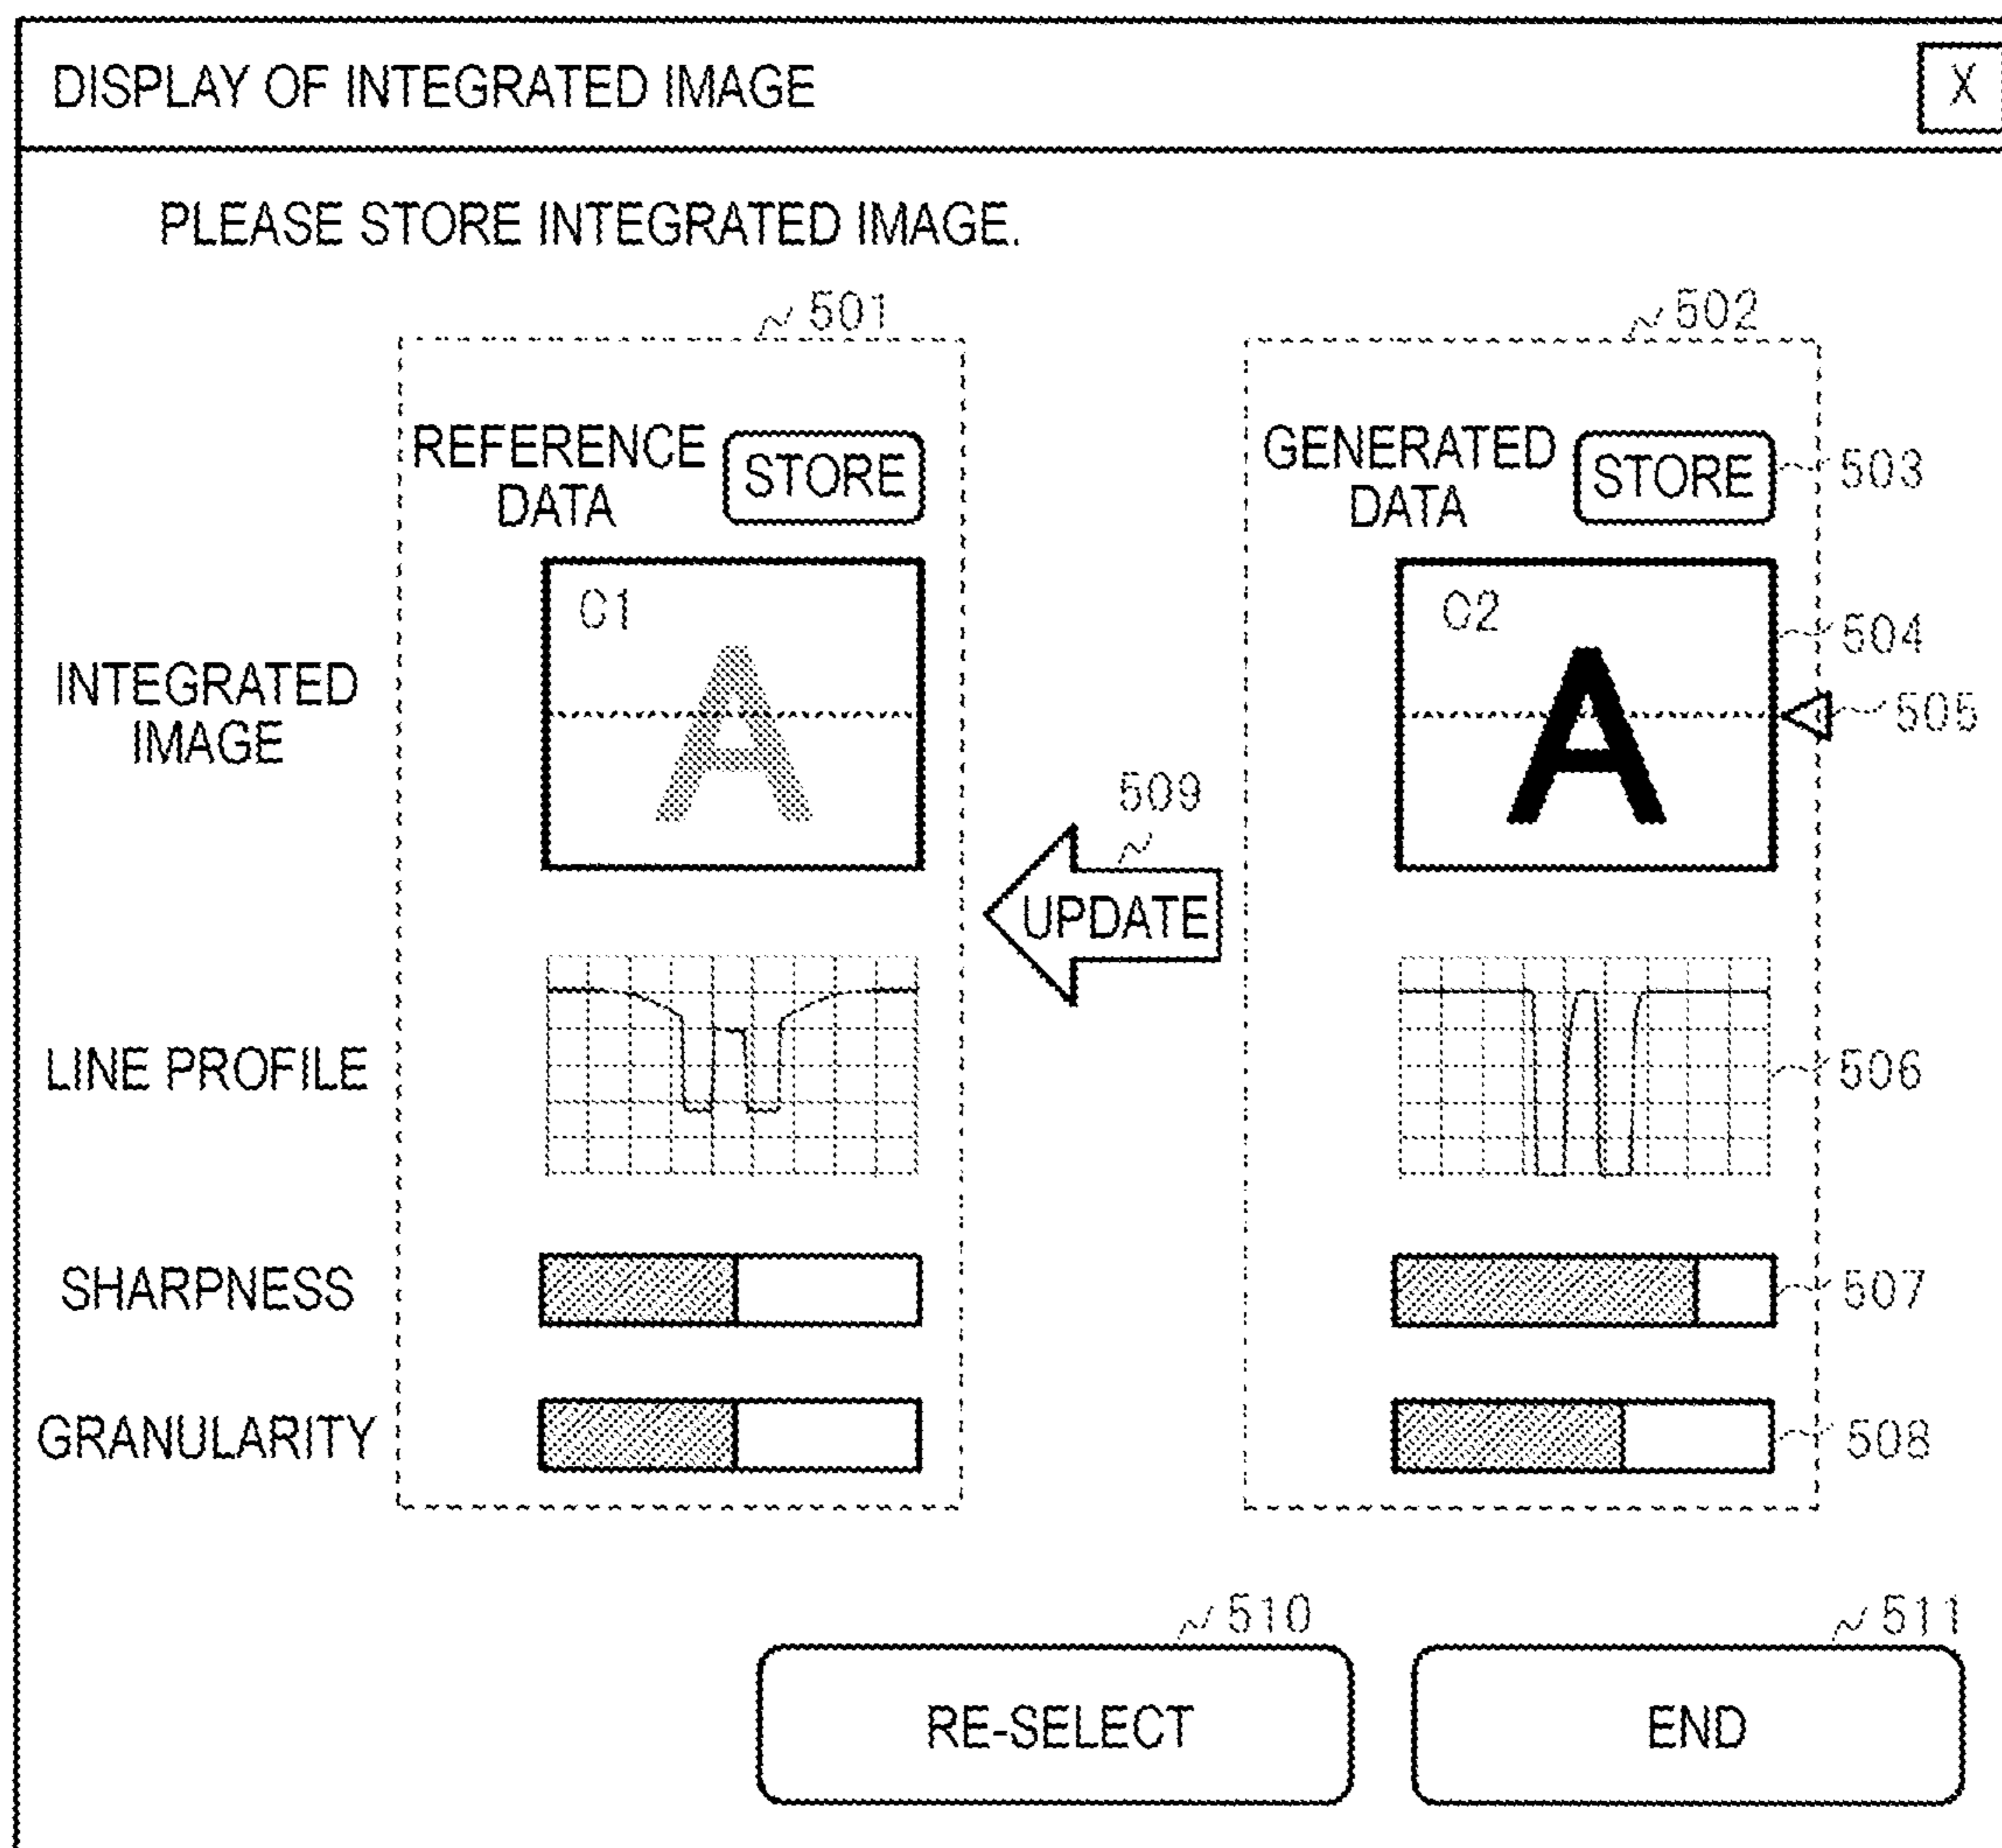 DISPLAY OF INTEGRATED IMAGE
X
PLEASE STORE INTEGRATED IMAGE.
501
502
REFERENCE
DATA
STORE
GENERATED
DATA
STORE
503
INTEGRATED
IMAGE
C1
A
C2
A
504
505
509
UPDATE
LINE PROFILE
506
SHARPNESS
507
GRANULARITY
508
510
511
RE-SELECT
END